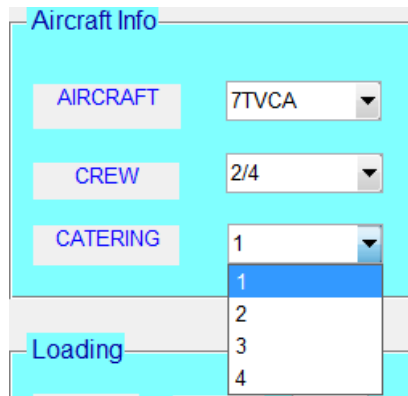 Aircraft Info
AIRCRAFT 7TVCA
CREW 2/4
CATERING 1
1
2
3
4
Loading